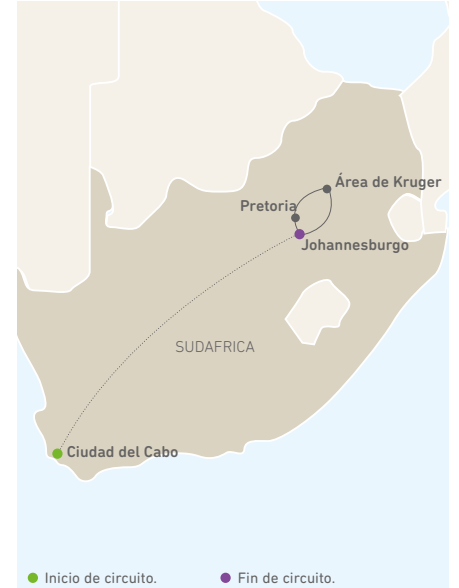 Área de Kruger
Pretoria
Johannesburgo
SUDAFRICA
Ciudad del Cabo
Inicio de circuito.
Fin de circuito.